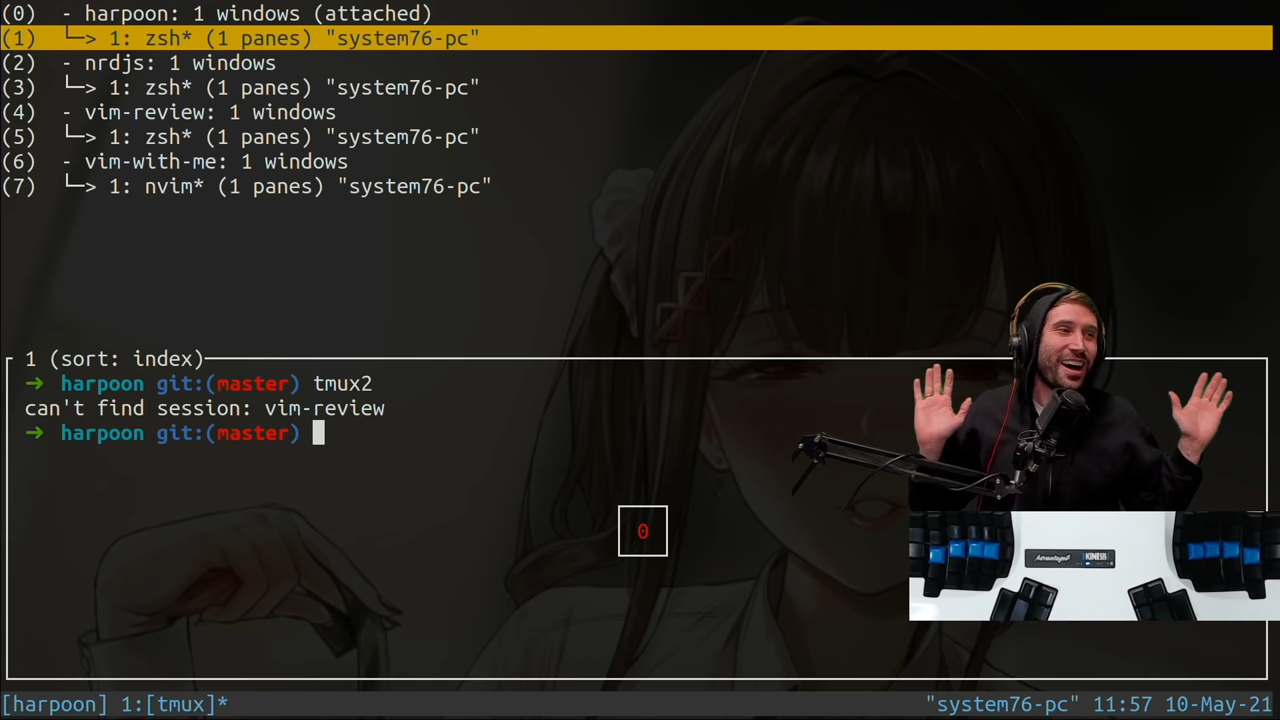 (0) - harpoon: 1 windows (attached)
(1) └─> 1: zsh* (1 panes) "system76-pc"
(2) - nrdjs: 1 windows
(3) └─> 1: zsh* (1 panes) "system76-pc"
(4) - vim-review: 1 windows
(5) └─> 1: zsh* (1 panes) "system76-pc"
(6) - vim-with-me: 1 windows
(7) └─> 1: nvim* (1 panes) "system76-pc"
1 (sort: index)
➜ harpoon git:(master) tmux2
can't find session: vim-review
➜ harpoon git:(master)
0
Advantage2 KINESIS
[harpoon] 1:[tmux]* "system76-pc" 11:57 10-May-21